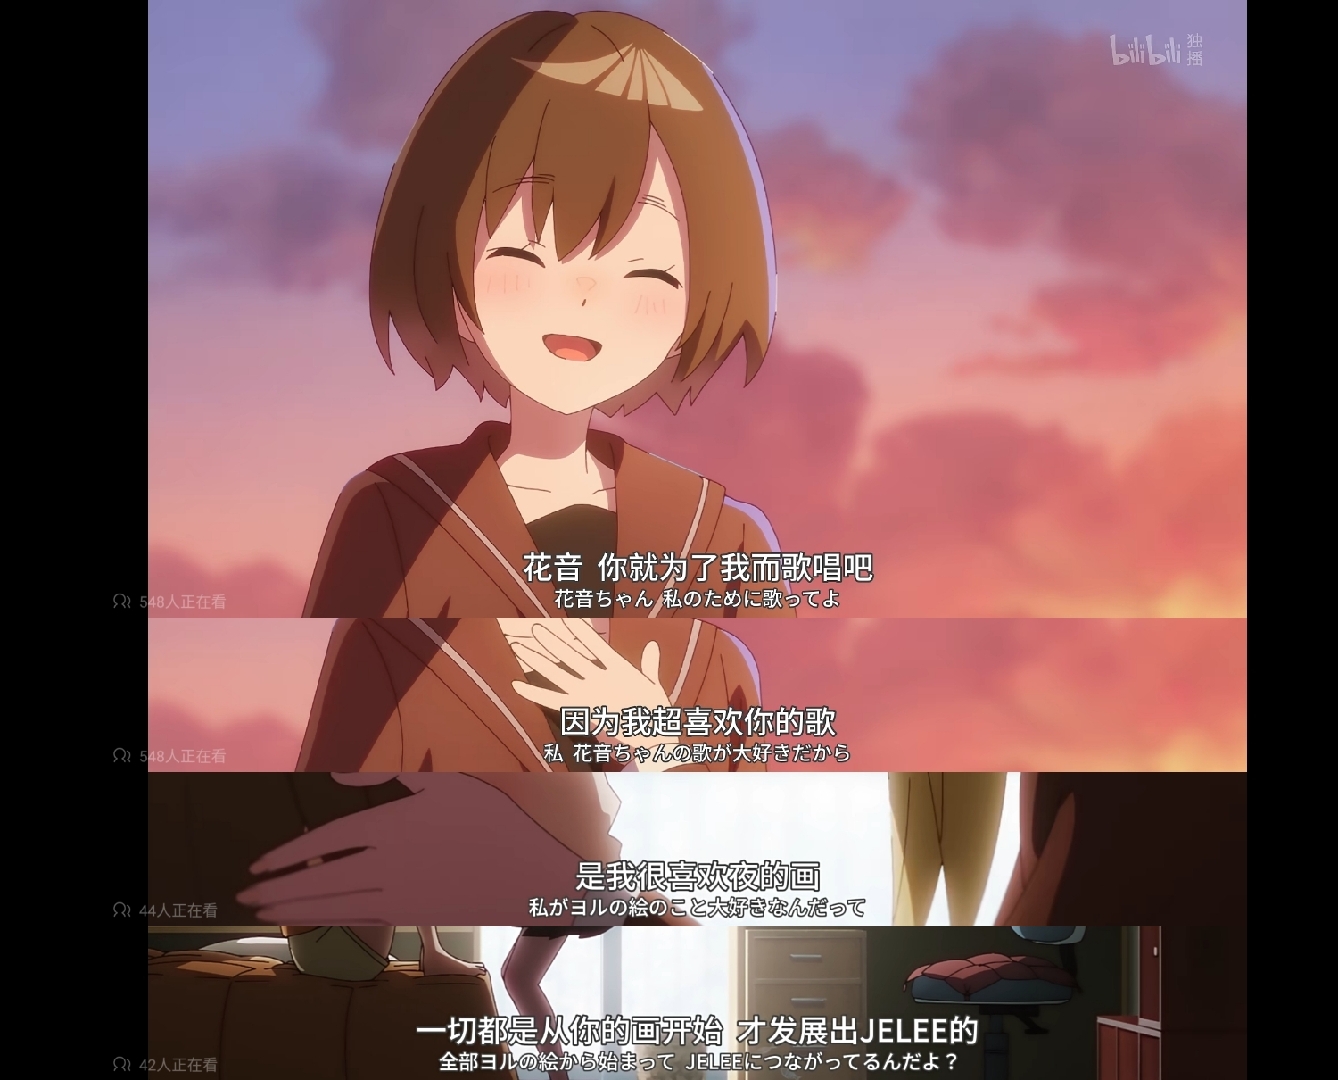 bilibili 独播
花音 你就为了我而歌唱吧
花音ちゃん 私のために歌ってよ
548人正在看
因为我超喜欢你的歌
私 花音ちゃんの歌が大好きだから
548人正在看
是我很喜欢夜的画
私がヨルの絵のこと大好きなんだって
44人正在看
一切都是从你的画开始 才发展出JELEE的
全部ヨルの絵から始まって JELEEにつながってるんだよ？
42人正在看